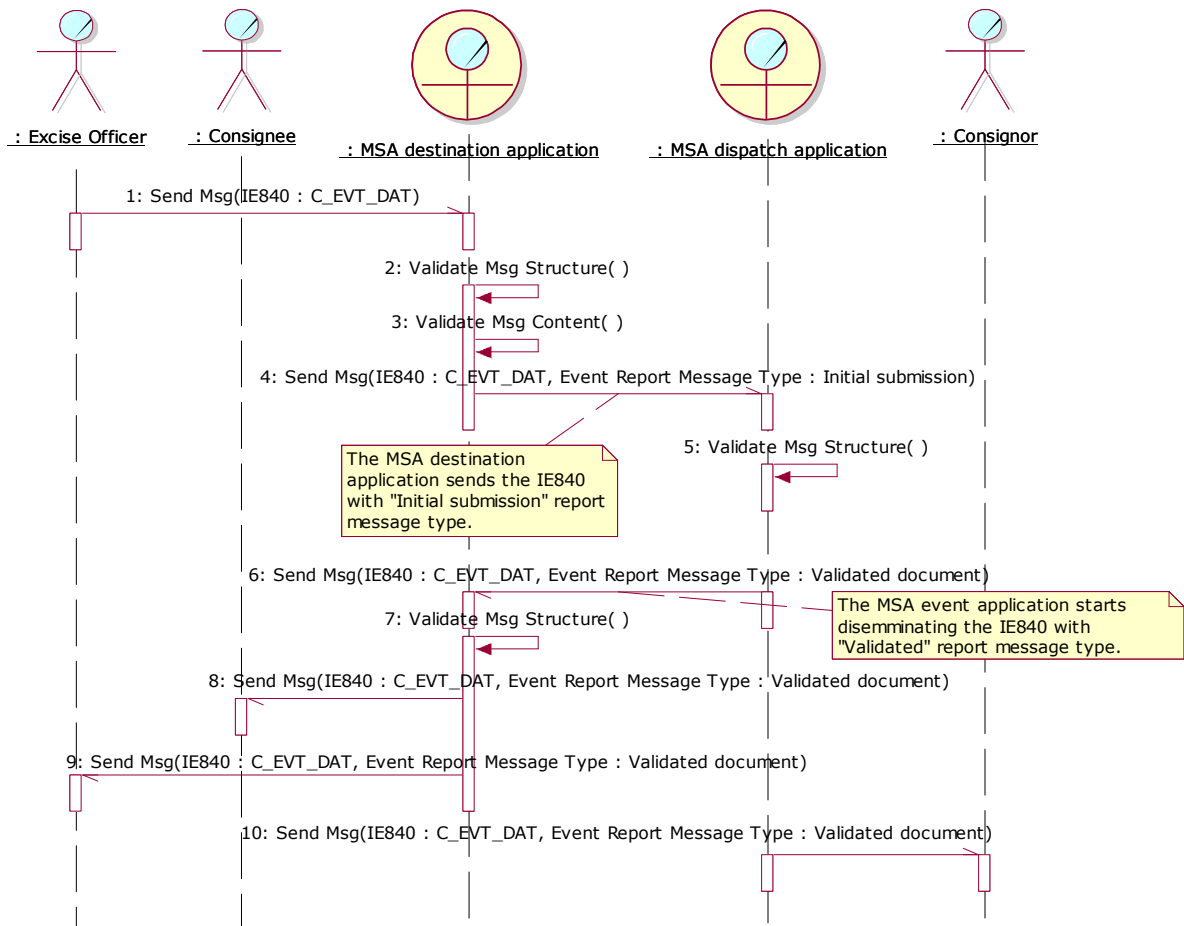 : Excise Officer
: Consignee
: MSA destination application
: MSA dispatch application
: Consignor
1: Send Msg(IE840 : C_EVT_DAT)
2: Validate Msg Structure( )
3: Validate Msg Content( )
4: Send Msg(IE840 : C_EVT_DAT, Event Report Message Type : Initial submission)
The MSA destination
application sends the IE840
with "Initial submission" report
message type.
5: Validate Msg Structure( )
6: Send Msg(IE840 : C_EVT_DAT, Event Report Message Type : Validated document)
The MSA event application starts
disemminating the IE840 with
"Validated" report message type.
7: Validate Msg Structure( )
8: Send Msg(IE840 : C_EVT_DAT, Event Report Message Type : Validated document)
9: Send Msg(IE840 : C_EVT_DAT, Event Report Message Type : Validated document)
10: Send Msg(IE840 : C_EVT_DAT, Event Report Message Type : Validated document)